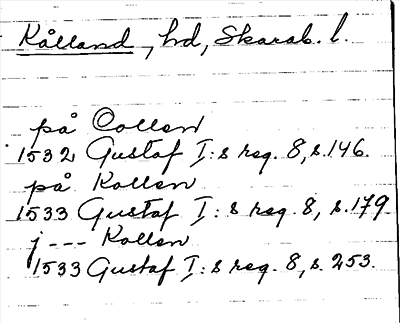 Kålland, hd, Skarab. l.
på Collen
1532 Gustaf I:s reg. 8, s. 146.
på Kollen
1533 Gustaf I:s reg. 8, s. 179
j --- Kollen
1533 Gustaf I:s reg. 8, s. 253.